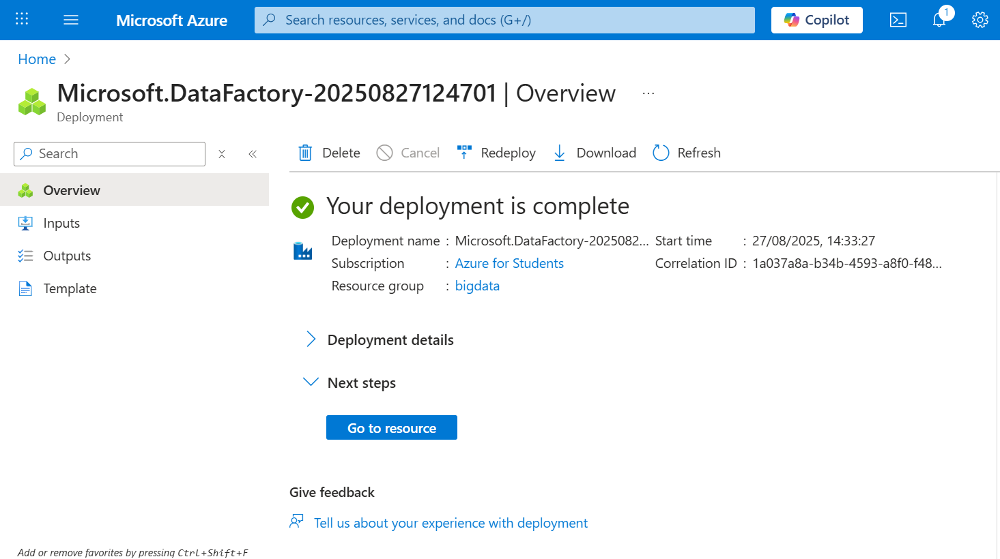 Microsoft Azure
Search resources, services, and docs (G+/)
Copilot
1
Home
Microsoft.DataFactory-20250827124701 | Overview
...
Deployment
Search
Overview
Inputs
Outputs
Template
Delete
Cancel
Redeploy
Download
Refresh
Your deployment is complete
Deployment name : Microsoft.DataFactory-2025082...
Subscription : Azure for Students
Resource group : bigdata
Start time : 27/08/2025, 14:33:27
Correlation ID : 1a037a8a-b34b-4593-a8f0-f48...
Deployment details
Next steps
Go to resource
Give feedback
Tell us about your experience with deployment
Add or remove favorites by pressing Ctrl+Shift+F